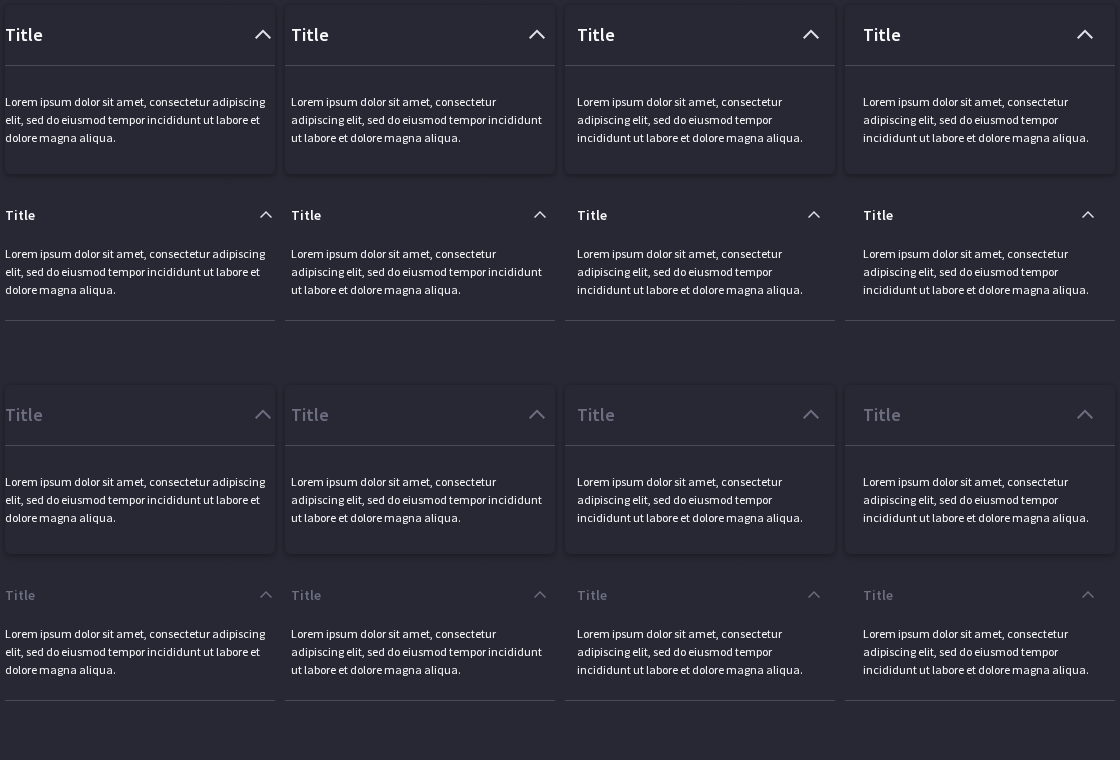 Title
Title
Title
Title
Lorem ipsum dolor sit amet, consectetur adipiscing
elit, sed do eiusmod tempor incididunt ut labore et
dolore magna aliqua.
Lorem ipsum dolor sit amet, consectetur
adipiscing elit, sed do eiusmod tempor incididunt
ut labore et dolore magna aliqua.
Lorem ipsum dolor sit amet, consectetur
adipiscing elit, sed do eiusmod tempor
incididunt ut labore et dolore magna aliqua.
Lorem ipsum dolor sit amet, consectetur
adipiscing elit, sed do eiusmod tempor
incididunt ut labore et dolore magna aliqua.
Title
Title
Title
Title
Lorem ipsum dolor sit amet, consectetur adipiscing
elit, sed do eiusmod tempor incididunt ut labore et
dolore magna aliqua.
Lorem ipsum dolor sit amet, consectetur
adipiscing elit, sed do eiusmod tempor incididunt
ut labore et dolore magna aliqua.
Lorem ipsum dolor sit amet, consectetur
adipiscing elit, sed do eiusmod tempor
incididunt ut labore et dolore magna aliqua.
Lorem ipsum dolor sit amet, consectetur
adipiscing elit, sed do eiusmod tempor
incididunt ut labore et dolore magna aliqua.
Title
Title
Title
Title
Lorem ipsum dolor sit amet, consectetur adipiscing
elit, sed do eiusmod tempor incididunt ut labore et
dolore magna aliqua.
Lorem ipsum dolor sit amet, consectetur
adipiscing elit, sed do eiusmod tempor incididunt
ut labore et dolore magna aliqua.
Lorem ipsum dolor sit amet, consectetur
adipiscing elit, sed do eiusmod tempor
incididunt ut labore et dolore magna aliqua.
Lorem ipsum dolor sit amet, consectetur
adipiscing elit, sed do eiusmod tempor
incididunt ut labore et dolore magna aliqua.
Title
Title
Title
Title
Lorem ipsum dolor sit amet, consectetur adipiscing
elit, sed do eiusmod tempor incididunt ut labore et
dolore magna aliqua.
Lorem ipsum dolor sit amet, consectetur
adipiscing elit, sed do eiusmod tempor incididunt
ut labore et dolore magna aliqua.
Lorem ipsum dolor sit amet, consectetur
adipiscing elit, sed do eiusmod tempor
incididunt ut labore et dolore magna aliqua.
Lorem ipsum dolor sit amet, consectetur
adipiscing elit, sed do eiusmod tempor
incididunt ut labore et dolore magna aliqua.